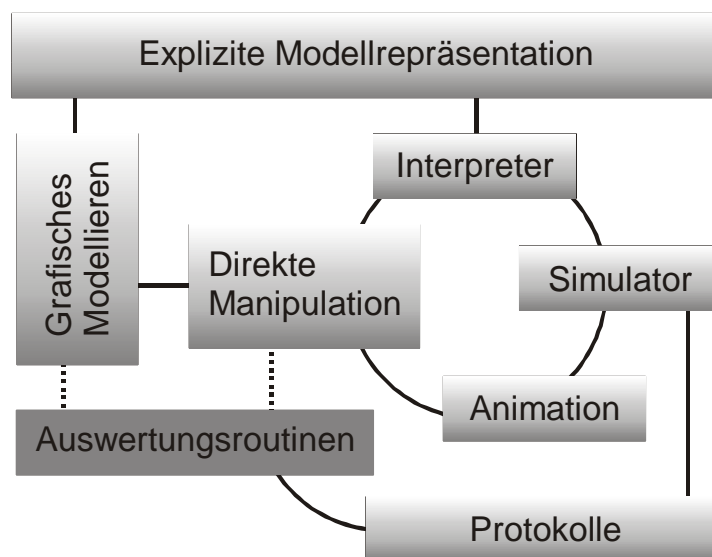 Explizite Modellrepräsentation
Grafisches
Modellieren
Interpreter
Direkte
Manipulation
Simulator
Animation
Auswertungsroutinen
Protokolle